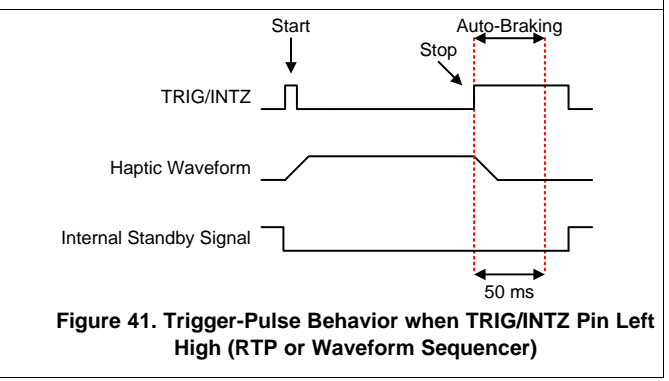 Start
Auto-Braking
Stop
TRIG/INTZ
Haptic Waveform
Internal Standby Signal
50 ms
Figure 41. Trigger-Pulse Behavior when TRIG/INTZ Pin Left
High (RTP or Waveform Sequencer)